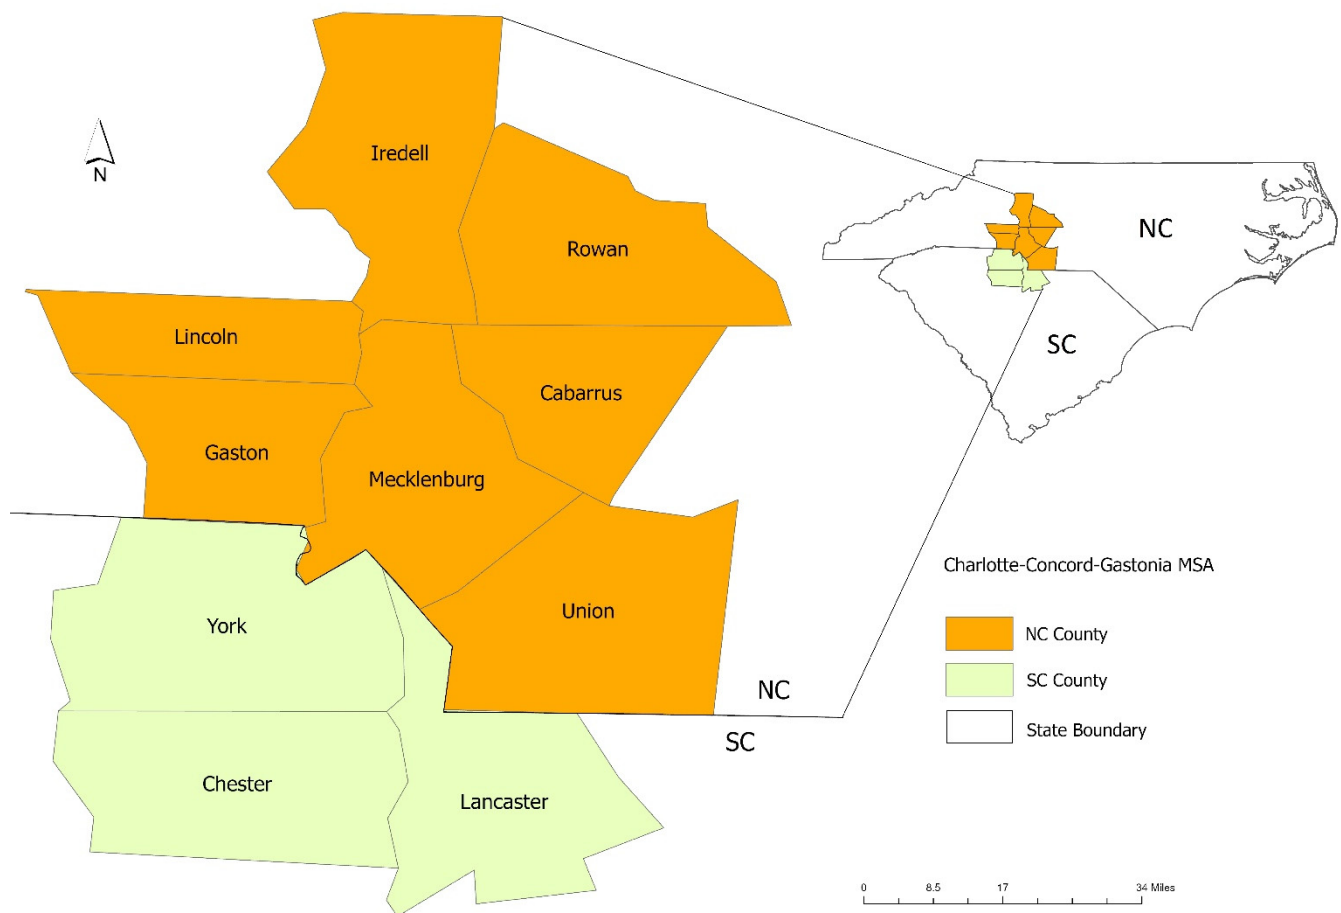 Iredell
N
Rowan
NC
Lincoln
SC
Cabarrus
Gaston
Mecklenburg
Charlotte-Concord-Gastonia MSA
Union
York
NC County
SC County
NC
State Boundary
SC
Chester
Lancaster
0 8.5 17 34 Miles